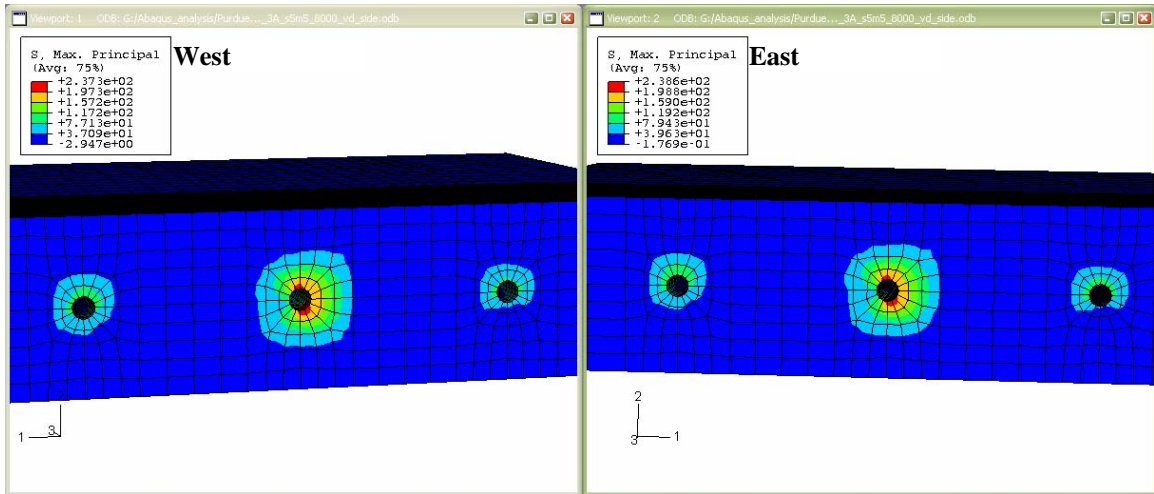 Viewport: 1 ODB: G:/Abaqus_analysis/Purdue..._3A_s5m5_8000_vd_side.odb
S, Max. Principal
(Avg: 75%)
+2.373e+02
+1.973e+02
+1.572e+02
+1.172e+02
+7.713e+01
+3.709e+01
-2.947e+00
West
2
3
1
Viewport: 2 ODB: G:/Abaqus_analysis/Purdue..._3A_s5m5_8000_vd_side.odb
S, Max. Principal
(Avg: 75%)
+2.386e+02
+1.988e+02
+1.590e+02
+1.192e+02
+7.943e+01
+3.963e+01
-1.769e-01
East
2
3
1